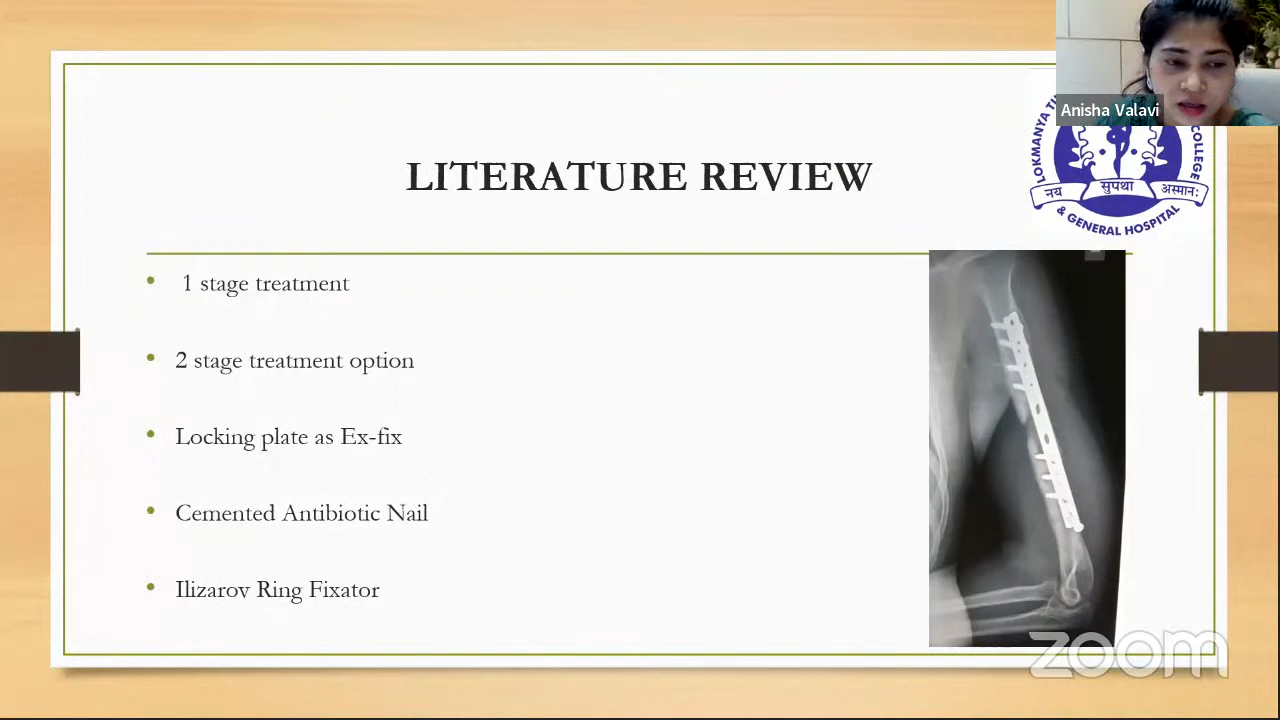 Anisha Valavi
LOKMANYA
COLLEGE
नय सुपथा अस्मान:
& GENERAL HOSPITAL
LITERATURE REVIEW
1 stage treatment
2 stage treatment option
Locking plate as Ex-fix
Cemented Antibiotic Nail
Ilizarov Ring Fixator
zoom